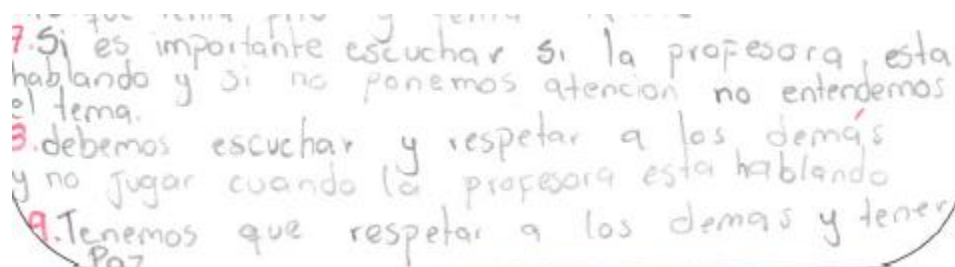 7. Si es importante escuchar si la profesora esta
hablando y si no ponemos atencion no entendemos
el tema.
8. debemos escuchar y respetar a los demás
y no jugar cuando la profesora esta hablando
9. Tenemos que respetar a los demas y tener
Paz